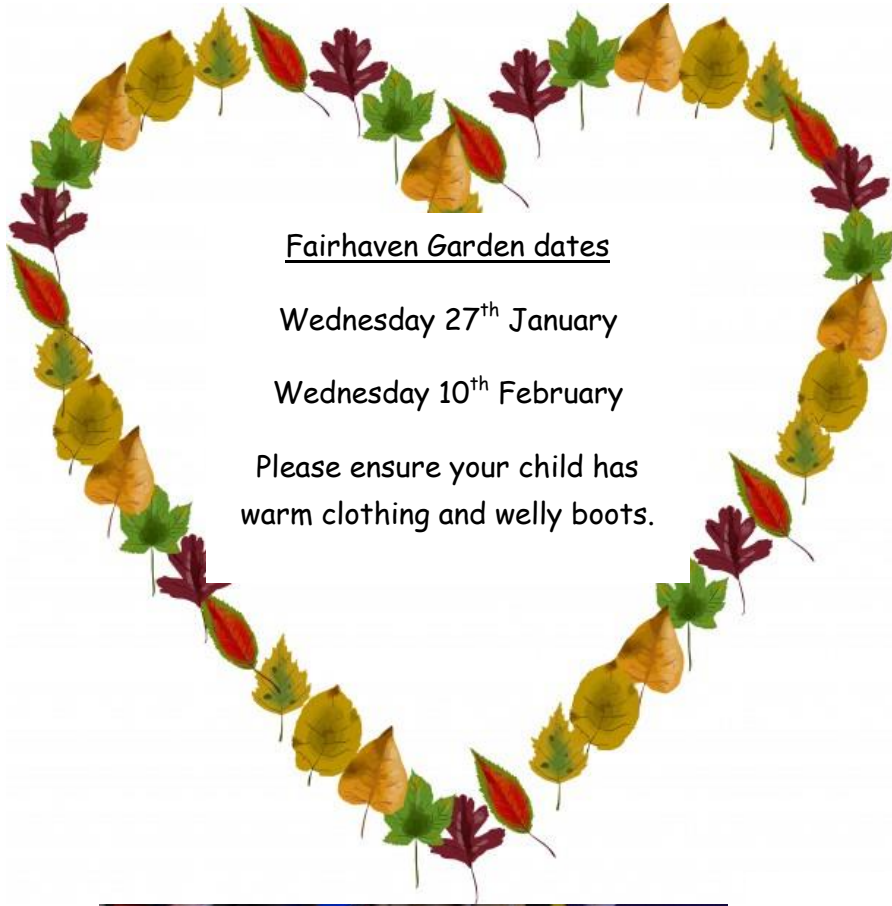 Fairhaven Garden dates
Wednesday 27th January
Wednesday 10th February
Please ensure your child has
warm clothing and welly boots.